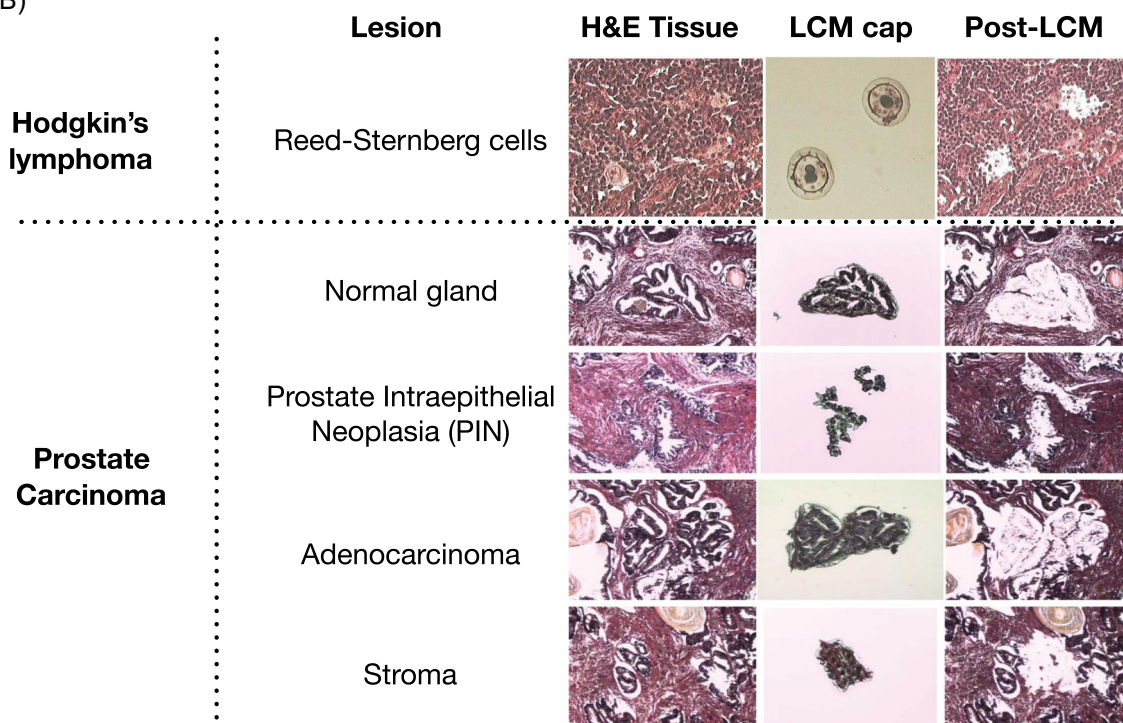 B)
Lesion
H&E Tissue
LCM cap
Post-LCM
Hodgkin’s
lymphoma
Reed-Sternberg cells
Normal gland
Prostate Intraepithelial
Neoplasia (PIN)
Prostate
Carcinoma
Adenocarcinoma
Stroma